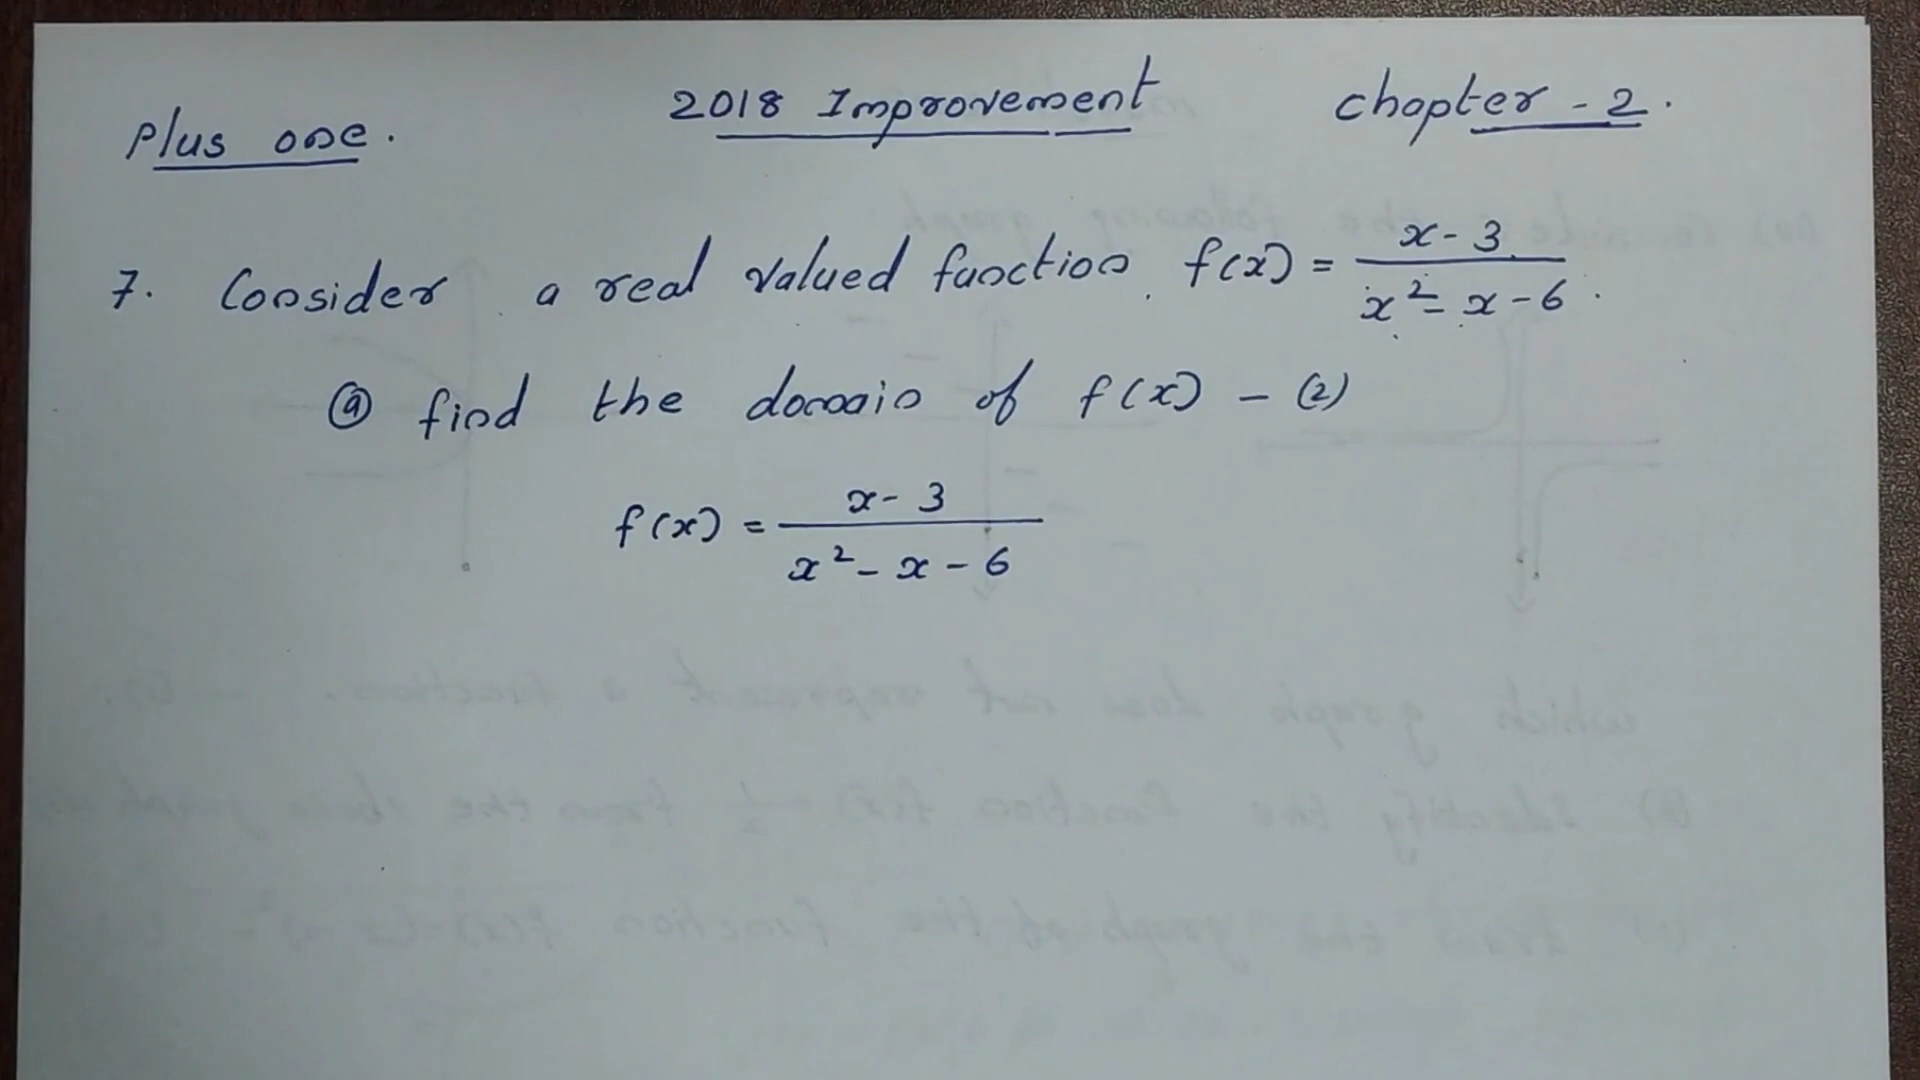 Plus one. 2018 Improvement chapter - 2.
7. Consider a real valued function f(x) = x - 3 / x² - x - 6.
(a) find the domain of f(x) - (2)
f(x) = x - 3 / x² - x - 6